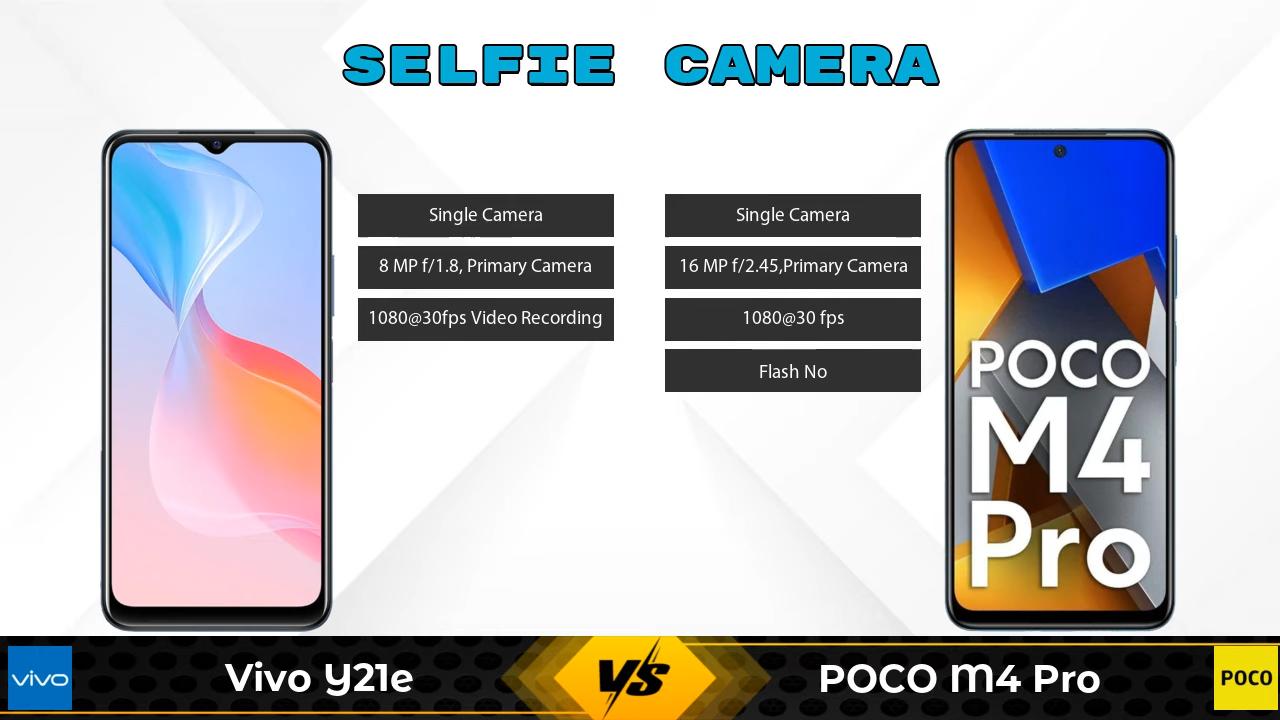 SELFIE CAMERA
Single Camera
8 MP f/1.8, Primary Camera
1080@30fps Video Recording
Single Camera
16 MP f/2.45,Primary Camera
1080@30 fps
Flash No
POCO
M4
Pro
vivo
Vivo Y21e
VS
POCO M4 Pro
POCO